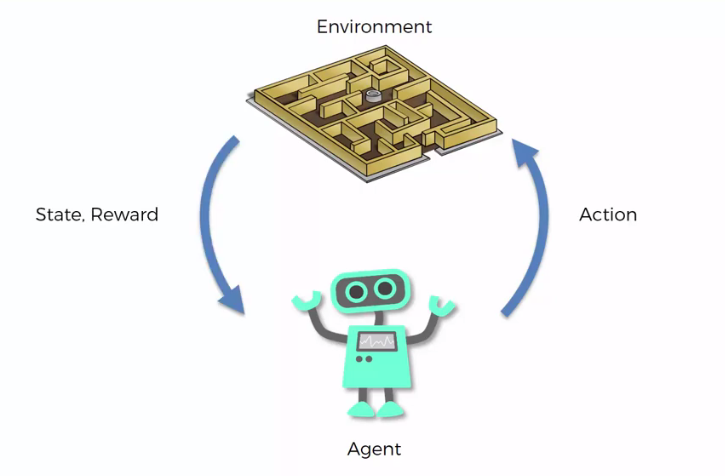 Environment
State, Reward
Action
Agent